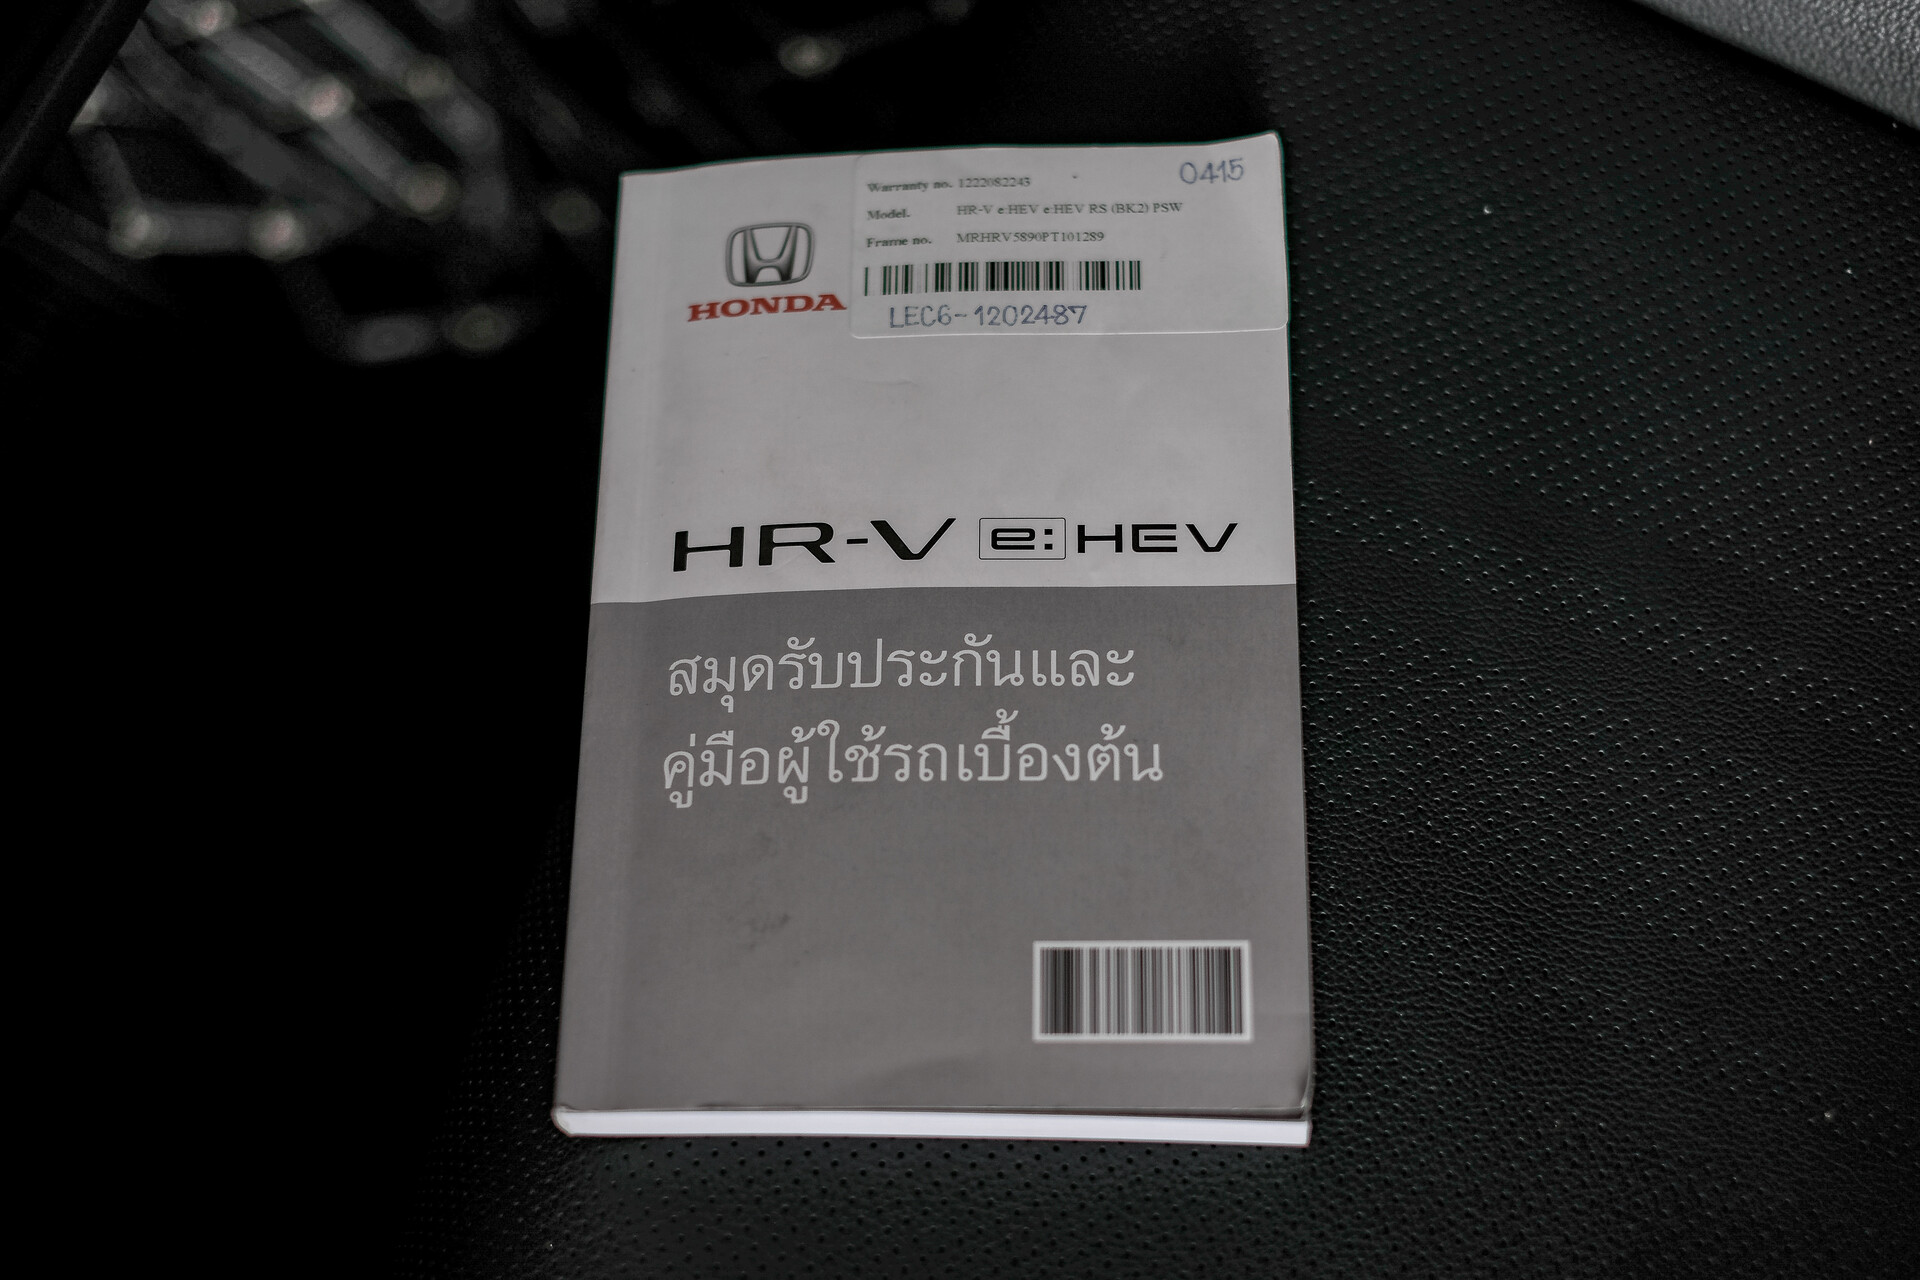 Warranty no. 1222082243
0415
Model. HR-V e:HEV e:HEV RS (BK2) PSW
Frame no. MRHRV5890PT101289
LEC6-1202487
HONDA
HR-V e:HEV
สมุดรับประกันและ
คู่มือผู้ใช้รถเบื้องต้น